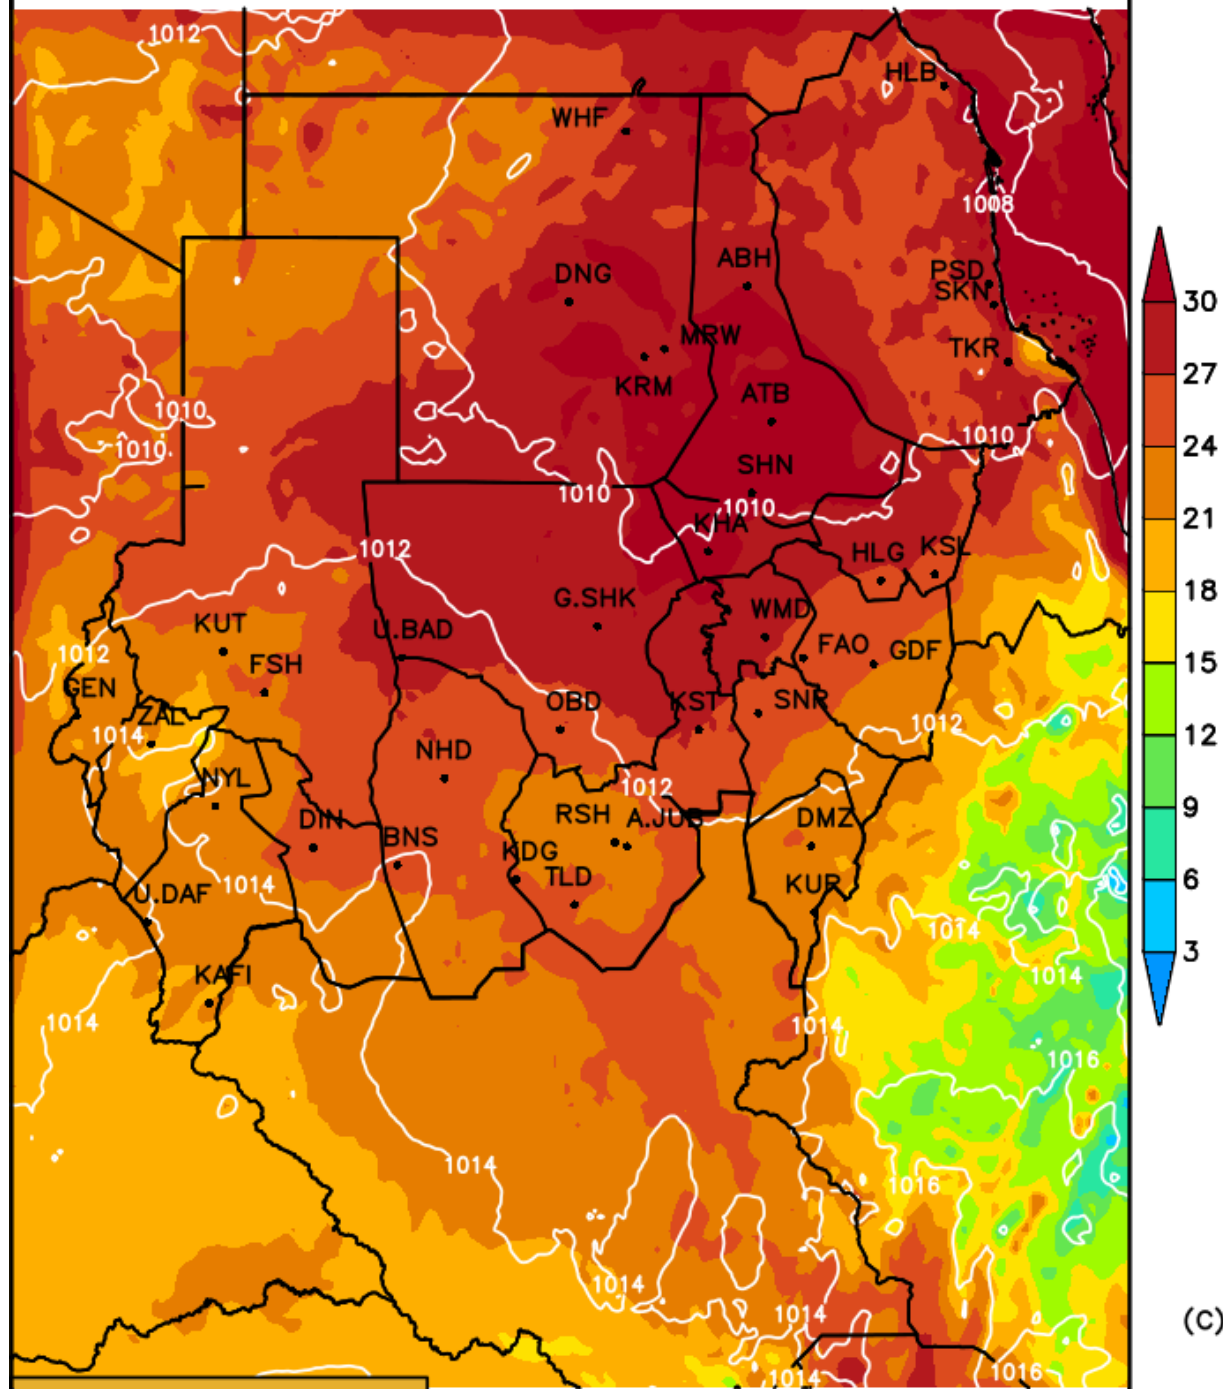 1012
HLB
WHF
1008
ABH
DNG
PSD
SKN
30
MRW
TKR
27
KRM
ATB
1010
1010
1010
24
SHN
1010
1010
KHA
21
1012
HLG
KSL
18
G.SHK
WMD
KUT
U.BAD
FAO
GDF
1012
FSH
15
GEN
OBD
KST
SNR
ZAL
1014
1012
12
NHD
NYL
1012
9
RSH
A.JUB
DMZ
DIN
BNS
KDG
TLD
6
1014
KUR
U.DAF
1014
3
KAFI
1014
1014
1014
1016
1014
1016
1014
1014
(C)
1016
1014